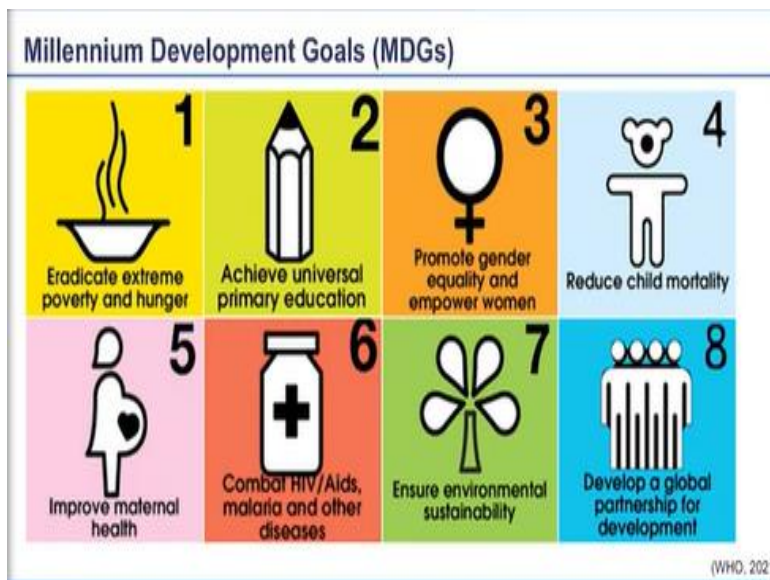 Millennium Development Goals (MDGs)
1
Eradicate extreme
poverty and hunger
2
Achieve universal
primary education
3
Promote gender
equality and
empower women
4
Reduce child mortality
5
Improve maternal
health
6
Combat HIV/Aids,
malaria and other
diseases
7
Ensure environmental
sustainability
8
Develop a global
partnership for
development
(WHO, 202